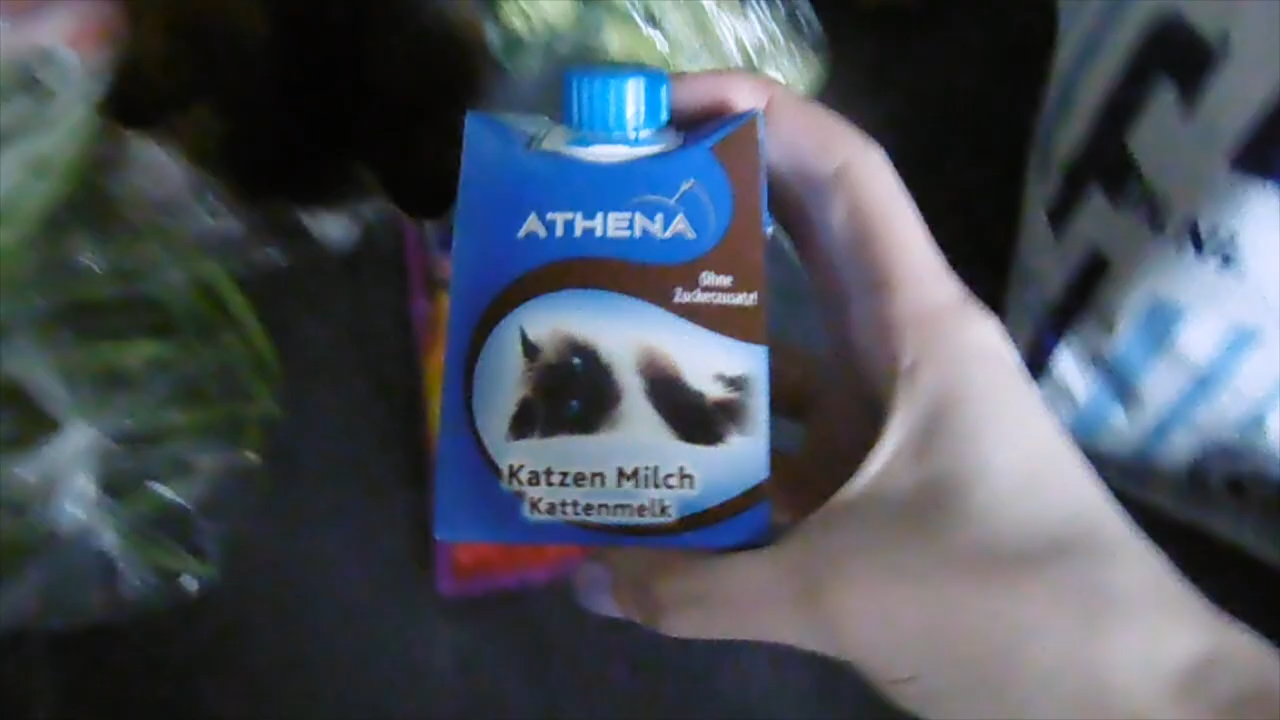 ATHENA
Ohne
Zuckerzusatz!
Katzen Milch
Kattenmelk